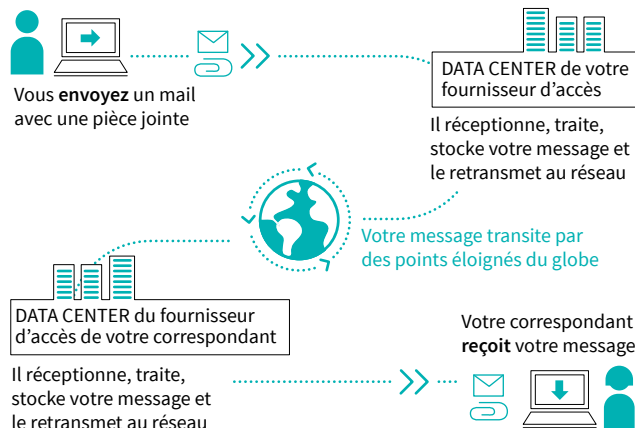 Vous envoyez un mail
avec une pièce jointe
DATA CENTER de votre
fournisseur d'accès
Il réceptionne, traite,
stocke votre message et
le retransmet au réseau
Votre message transite par
des points éloignés du globe
DATA CENTER du fournisseur
d'accès de votre correspondant
Il réceptionne, traite,
stocke votre message et
le retransmet au réseau
Votre correspondant
reçoit votre message